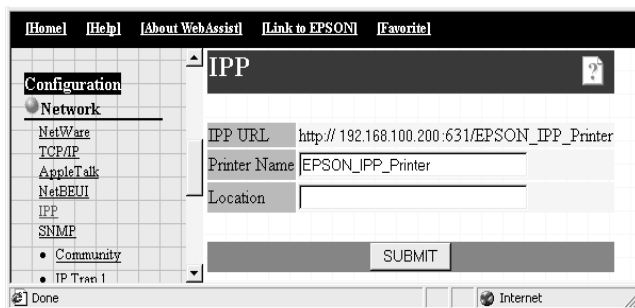 [Home] [Help] [About WebAssist] [Link to EPSON] [Favorite]
Configuration
Network
NetWare
TCP/IP
AppleTalk
NetBEUI
IPP
SNMP
Community
IP Trap 1
IPP
?
IPP URL http:// 192.168.100.200 :631/EPSON_IPP_Printer
Printer Name EPSON_IPP_Printer
Location
SUBMIT
Done
Internet